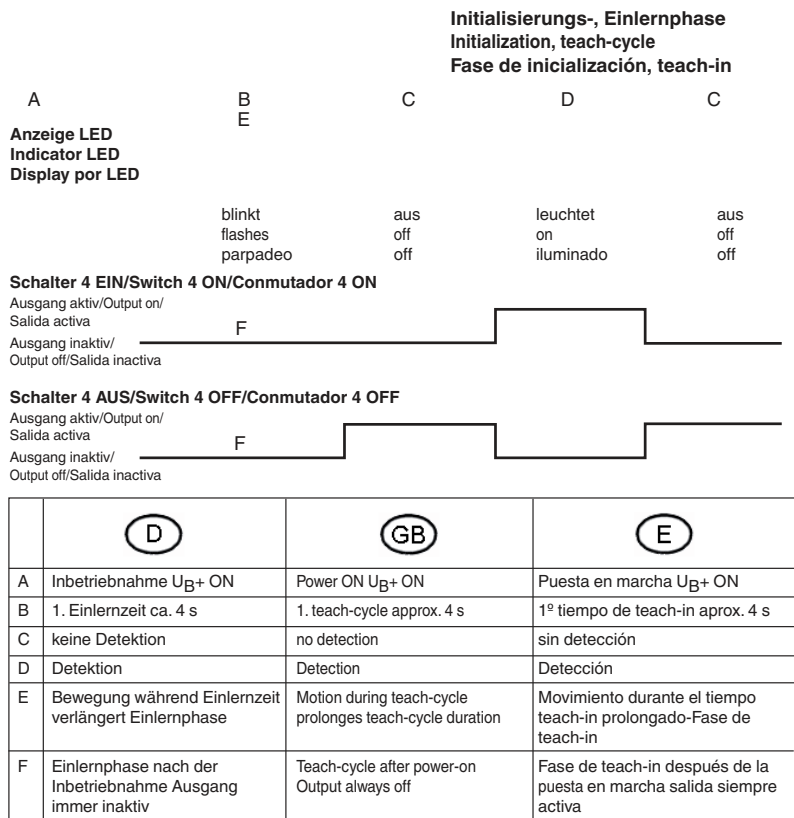 Initialisierungs-, Einlernphase
Initialization, teach-cycle
Fase de inicialización, teach-in
A B C D C
E
Anzeige LED
Indicator LED
Display por LED
blinkt aus leuchtet aus
flashes off on off
parpadeo off iluminado off
Schalter 4 EIN/Switch 4 ON/Conmutador 4 ON
Ausgang aktiv/Output on/
Salida activa
F
Ausgang inaktiv/
Output off/Salida inactiva
Schalter 4 AUS/Switch 4 OFF/Conmutador 4 OFF
Ausgang aktiv/Output on/
Salida activa
F
Ausgang inaktiv/
Output off/Salida inactiva
D GB E
A Inbetriebnahme UB+ ON Power ON UB+ ON Puesta en marcha UB+ ON
B 1. Einlernzeit ca. 4 s 1. teach-cycle approx. 4 s 1º tiempo de teach-in aprox. 4 s
C keine Detektion no detection sin detección
D Detektion Detection Detección
E Bewegung während Einlernzeit Motion during teach-cycle Movimiento durante el tiempo
verlängert Einlernphase prolonges teach-cycle duration teach-in prolongado-Fase de
teach-in
F Einlernphase nach der Teach-cycle after power-on Fase de teach-in después de la
Inbetriebnahme Ausgang Output always off puesta en marcha salida siempre
immer inaktiv activa